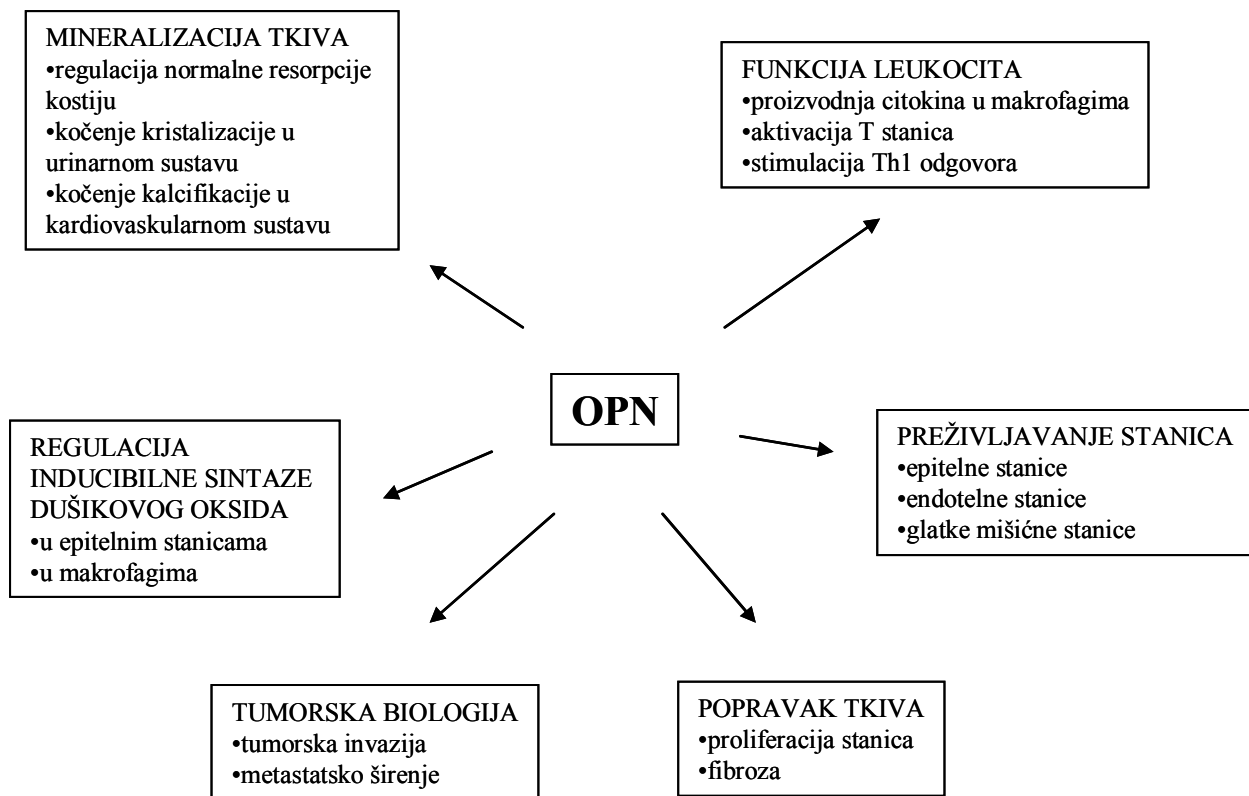 MINERALIZACIJA TKIVA
•regulacija normalne resorpcije
kostiju
•kočenje kristalizacije u
urinarnom sustavu
•kočenje kalcifikacije u
kardiovaskularnom sustavu
FUNKCIJA LEUKOCITA
•proizvodnja citokina u makrofagima
•aktivacija T stanica
•stimulacija Th1 odgovora
OPN
REGULACIJA
INDUCIBILNE SINTAZE
DUŠIKOVOG OKSIDA
•u epitelnim stanicama
•u makrofagima
PREŽIVLJAVANJE STANICA
•epitelne stanice
•endotelne stanice
•glatke mišićne stanice
TUMORSKA BIOLOGIJA
•tumorska invazija
•metastatsko širenje
POPRAVAK TKIVA
•proliferacija stanica
•fibroza